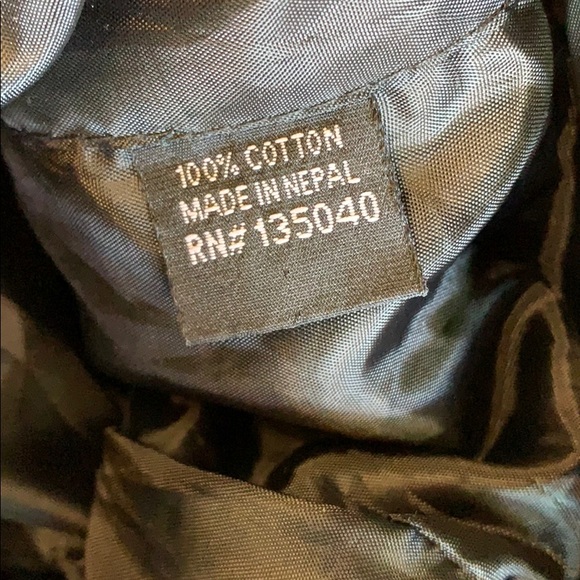 100% COTTON
MADE IN NEPAL
RN# 135040